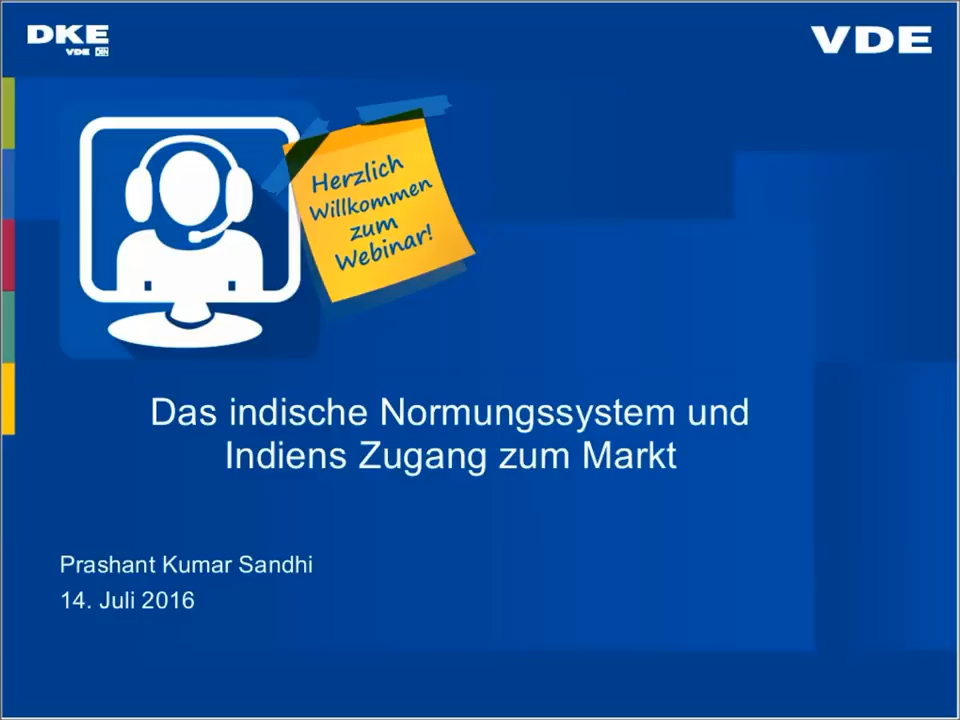 DKE
VDE DIN
VDE
Herzlich
Willkommen
zum
Webinar!
Das indische Normungssystem und
Indiens Zugang zum Markt
Prashant Kumar Sandhi
14. Juli 2016